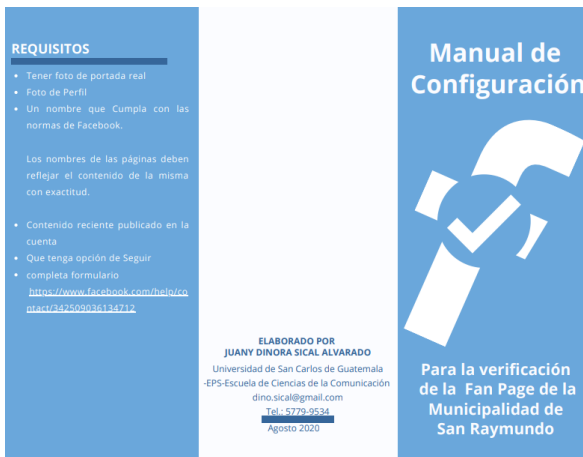 REQUISITOS
• Tener foto de portada real
• Foto de Perfil
• Un nombre que Cumpla con las
normas de Facebook.
Los nombres de las páginas deben
reflejar el contenido de la misma
con exactitud.
• Contenido reciente publicado en la
cuenta
• Que tenga opción de Seguir
• completa formulario
https://www.facebook.com/help/co
ntact/342509036134712
ELABORADO POR
JUANY DINORA SICAL ALVARADO
Universidad de San Carlos de Guatemala
-EPS-Escuela de Ciencias de la Comunicación
dino.sical@gmail.com
Tel.: 5779-9534
Agosto 2020
Manual de
Configuración
Para la verificación
de la Fan Page de la
Municipalidad de
San Raymundo